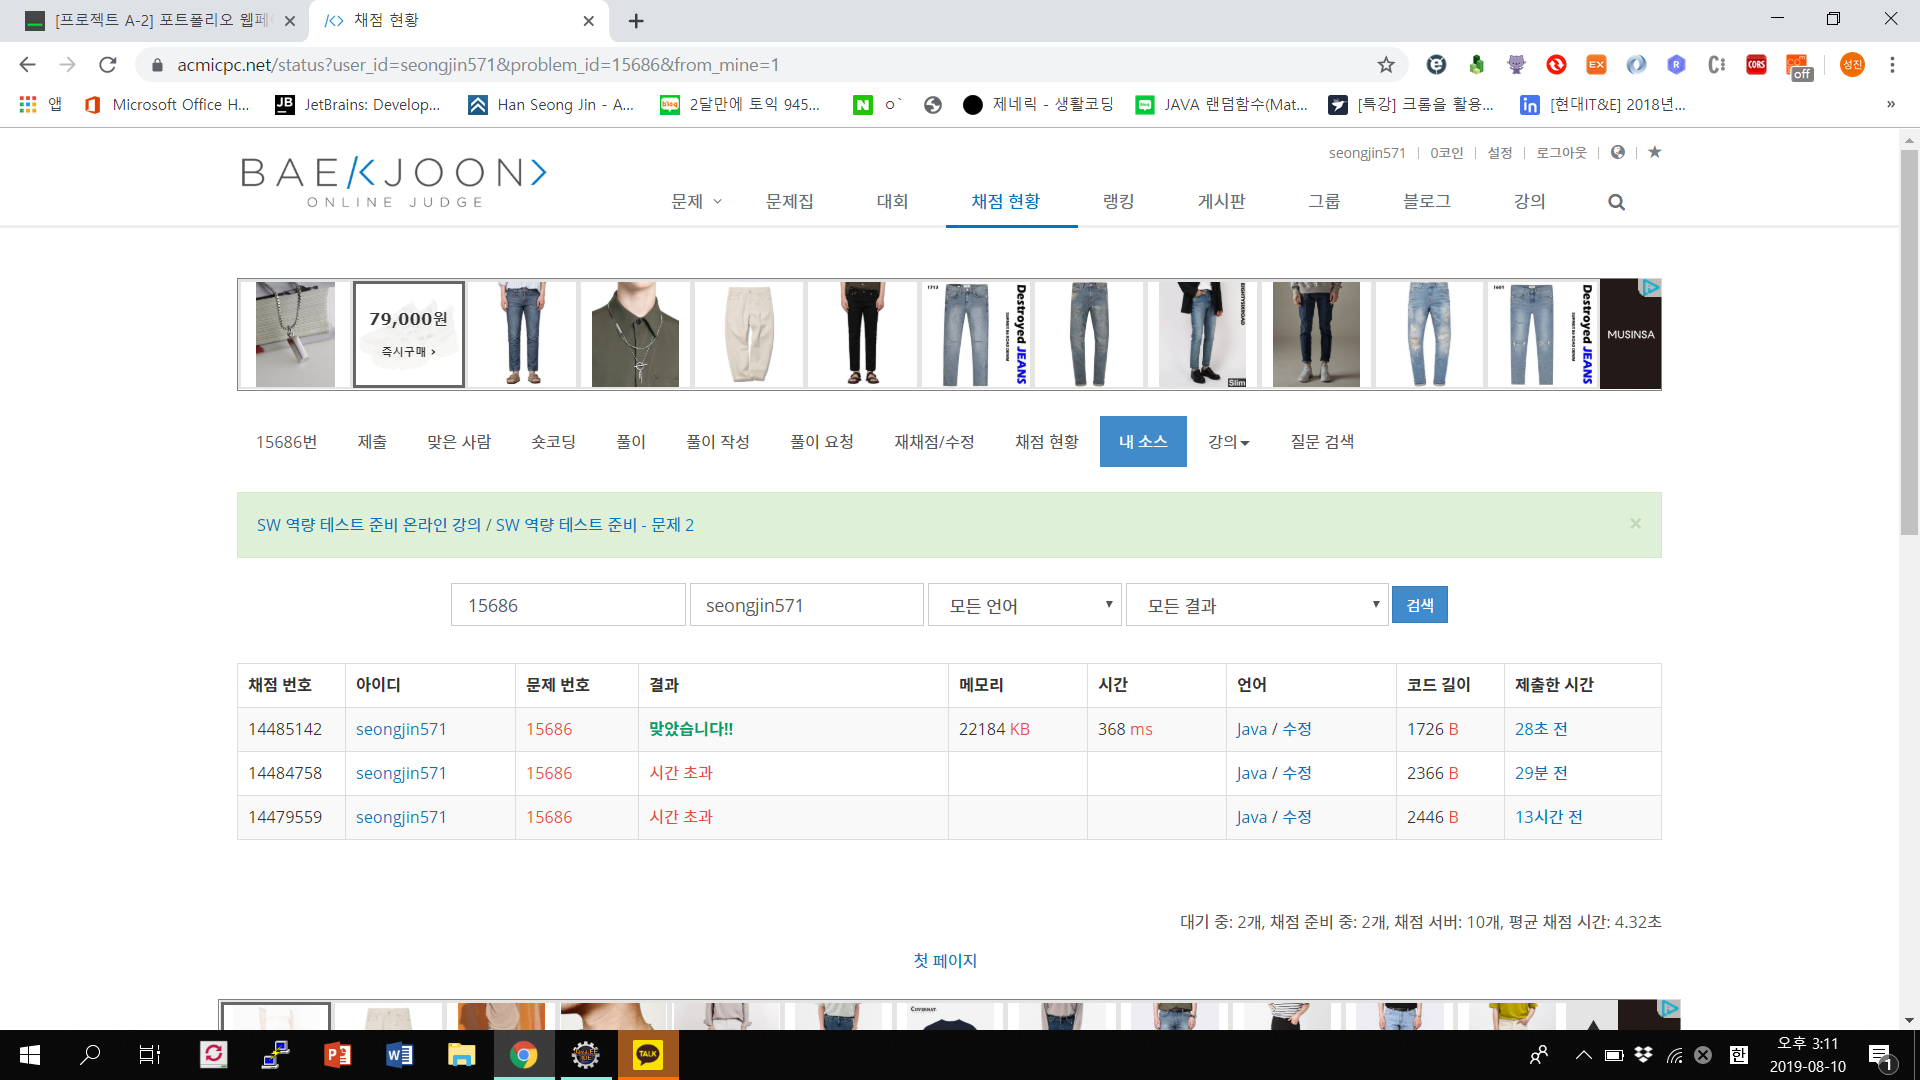 [프로젝트 A-2] 포트폴리오 웹페
채점 현황
acmicpc.net/status?user_id=seongjin571&problem_id=15686&from_mine=1
EX
CORS
off
성진
앱
Microsoft Office H...
JB
JetBrains: Develop...
Han Seong Jin - A...
blog
2달만에 토익 945...
N
ㅇ`
제네릭 - 생활코딩
JAVA 랜덤함수(Mat...
[특강] 크롬을 활용...
in
[현대IT&E] 2018년...
»
seongjin571
0코인
설정
로그아웃
BAEKJOON>
ONLINE JUDGE
문제
문제집
대회
채점 현황
랭킹
게시판
그룹
블로그
강의
79,000원
즉시구매 ›
1713
Destroyed JEANS
EIGHTYSIXROAD
Slim
1601
Destroyed JEANS
MUSINSA
15686번
제출
맞은 사람
숏코딩
풀이
풀이 작성
풀이 요청
재채점/수정
채점 현황
내 소스
강의
질문 검색
SW 역량 테스트 준비 온라인 강의 / SW 역량 테스트 준비 - 문제 2
×
15686
seongjin571
모든 언어
모든 결과
검색
채점 번호 아이디 문제 번호 결과 메모리 시간 언어 코드 길이 제출한 시간
14485142 seongjin571 15686 맞았습니다!! 22184 KB 368 ms Java / 수정 1726 B 28초 전
14484758 seongjin571 15686 시간 초과 Java / 수정 2366 B 29분 전
14479559 seongjin571 15686 시간 초과 Java / 수정 2446 B 13시간 전
대기 중: 2개, 채점 준비 중: 2개, 채점 서버: 10개, 평균 채점 시간: 4.32초
첫 페이지
COVERNAT.
TALK
한
오후 3:11
2019-08-10
1